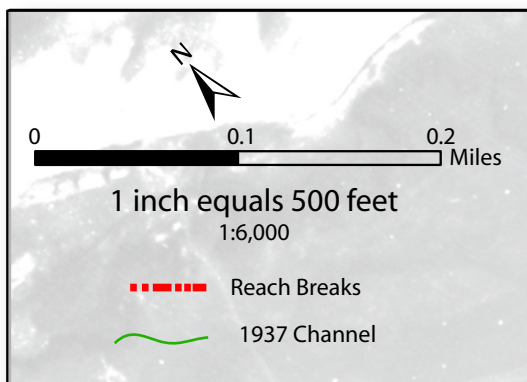 N
0 0.1 0.2
Miles
1 inch equals 500 feet
1:6,000
Reach Breaks
1937 Channel